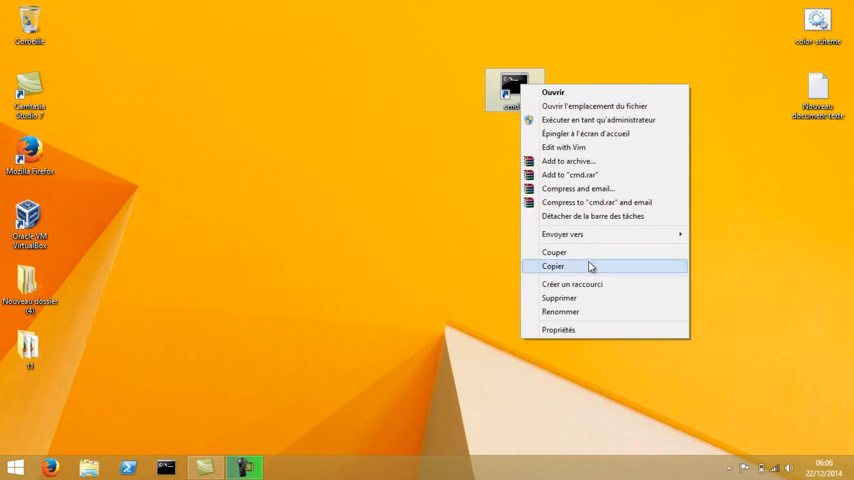 Corbeille
Camtasia
Studio 7
Mozilla Firefox
Oracle VM
VirtualBox
Nouveau dossier
(4)
11
cmd
Ouvrir
Ouvrir l'emplacement du fichier
Exécuter en tant qu'administrateur
Épingler à l'écran d'accueil
Edit with Vim
Add to archive...
Add to "cmd.rar"
Compress and email...
Compress to "cmd.rar" and email
Détacher de la barre des tâches
Envoyer vers
Couper
Copier
Créer un raccourci
Supprimer
Renommer
Propriétés
color-scheme
Nouveau
document texte
06:06
22/12/2014